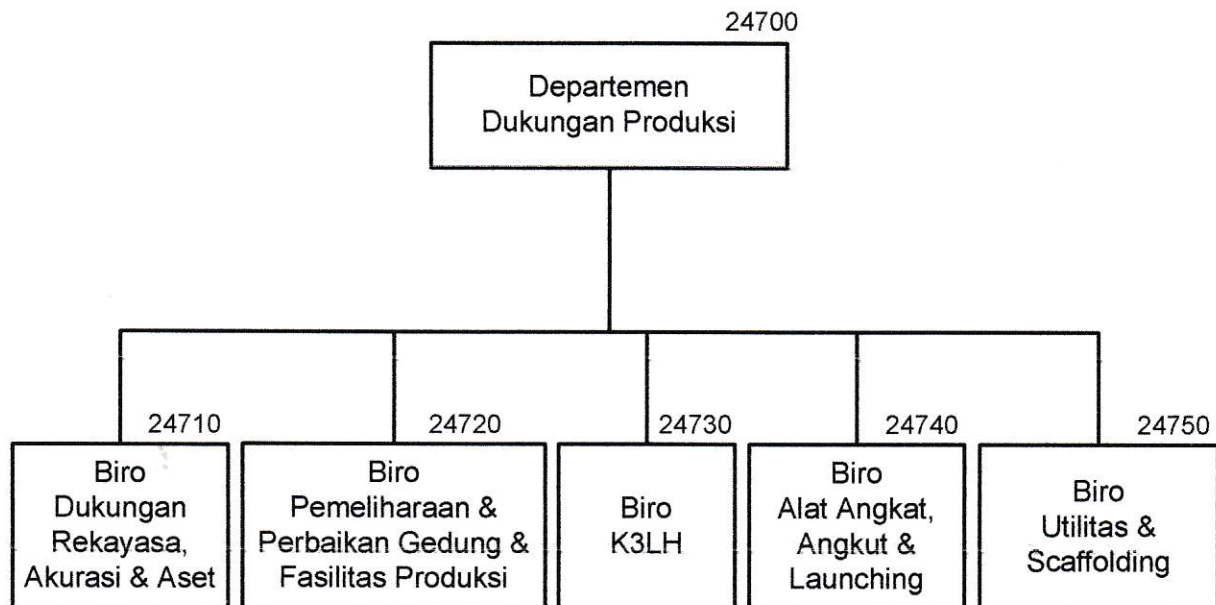 24700
Departemen
Dukungan Produksi
24710
Biro
Dukungan
Rekayasa,
Akurasi & Aset
24720
Biro
Pemeliharaan &
Perbaikan Gedung &
Fasilitas Produksi
24730
Biro
K3LH
24740
Biro
Alat Angkat,
Angkut &
Launching
24750
Biro
Utilitas &
Scaffolding